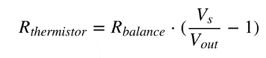 R_thermistor = R_balance · (V_s / V_out − 1)